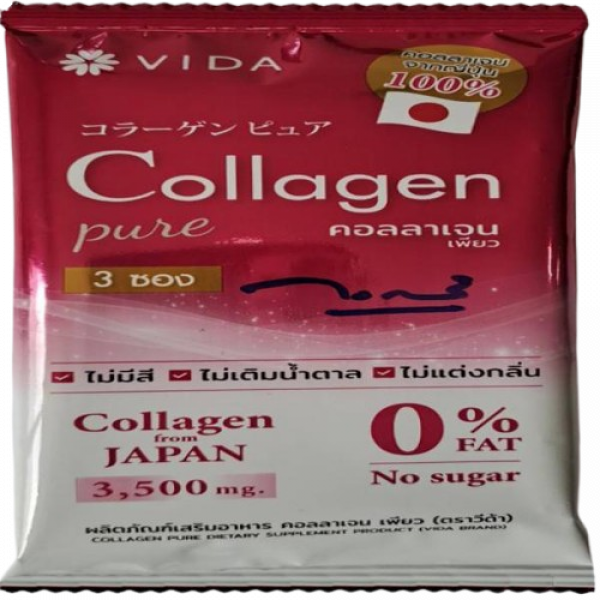 VIDA
คอลลาเจน
จากญี่ปุ่น
100%
コラーゲン ピュア
Collagen
pure
คอลลาเจน
เพียว
3 ซอง
ไม่มีสี ไม่เติมน้ำตาล ไม่แต่งกลิ่น
Collagen
from
JAPAN
3,500 mg.
0%
FAT
No sugar
ผลิตภัณฑ์เสริมอาหาร คอลลาเจน เพียว (ตราวีด้า)
COLLAGEN PURE DIETARY SUPPLEMENT PRODUCT (VIDA BRAND)